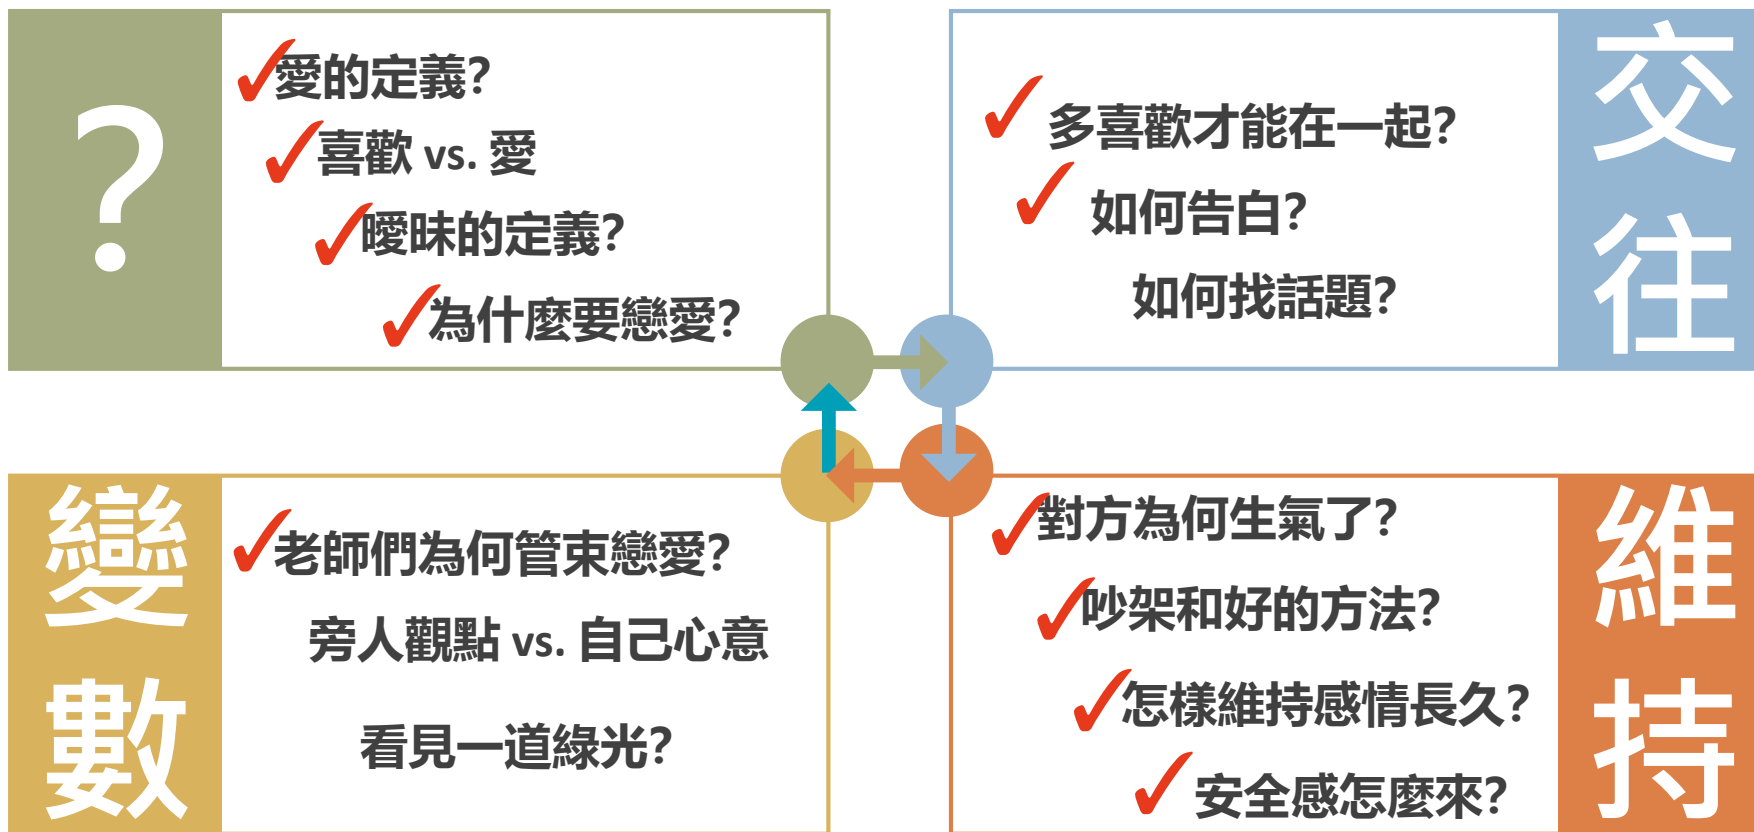 ?
愛的定義?
喜歡 vs. 愛
曖昧的定義?
為什麼要戀愛?
交往
多喜歡才能在一起?
如何告白?
如何找話題?
變數
老師們為何管束戀愛?
旁人觀點 vs. 自己心意
看見一道綠光?
維持
對方為何生氣了?
吵架和好的方法?
怎樣維持感情長久?
安全感怎麼來?